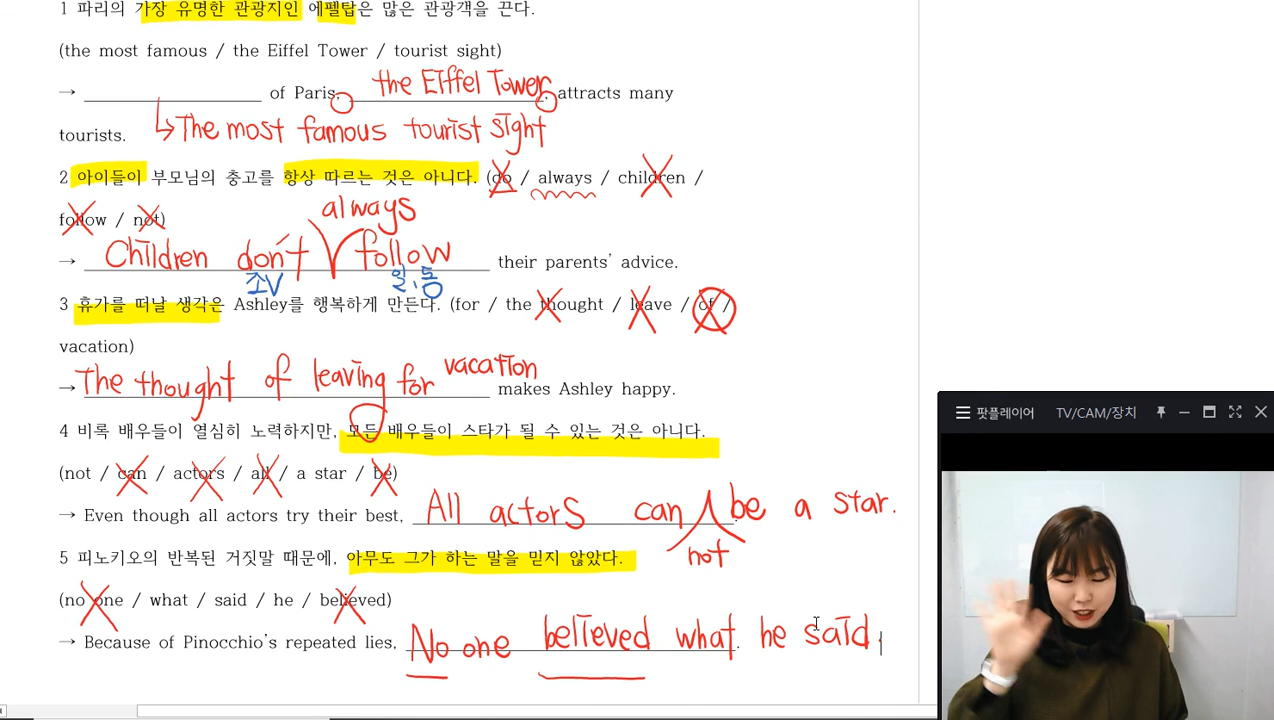 1 파리의 가장 유명한 관광지인 에펠탑은 많은 관광객을 끈다.
(the most famous / the Eiffel Tower / tourist sight)
→ ____ of Paris, the Eiffel Tower, attracts many
tourists. ↳ The most famous tourist sight
2 아이들이 부모님의 충고를 항상 따르는 것은 아니다. (do / always / children /
follow / not)
always
→ Children don't follow their parents' advice.
조V 일.동
3 휴가를 떠날 생각은 Ashley를 행복하게 만든다. (for / the thought / leave / of /
vacation)
→ The thought of leaving for vacation makes Ashley happy.
4 비록 배우들이 열심히 노력하지만, 모든 배우들이 스타가 될 수 있는 것은 아니다.
(not / can / actors / all / a star / be)
→ Even though all actors try their best, All actors can be a star.
not
5 피노키오의 반복된 거짓말 때문에, 아무도 그가 하는 말을 믿지 않았다.
(no one / what / said / he / believed)
→ Because of Pinocchio's repeated lies, No one believed what he said.
팟플레이어 TV/CAM/장치